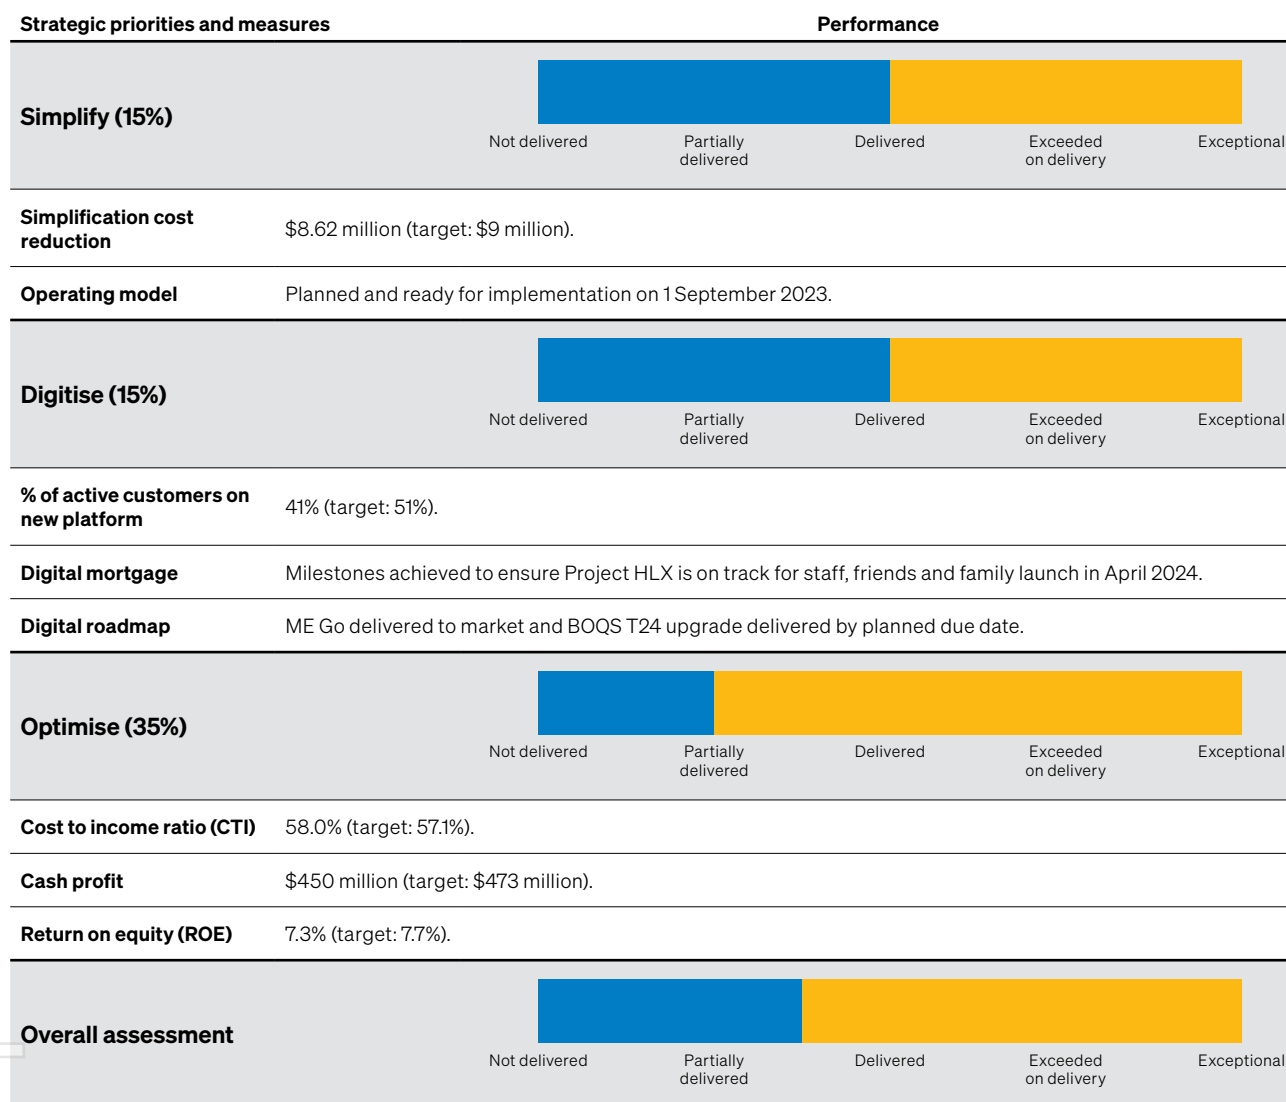 Strategic priorities and measures Performance
Simplify (15%)
Not delivered Partially delivered Delivered Exceeded on delivery Exceptional
Simplification cost reduction $8.62 million (target: $9 million).
Operating model Planned and ready for implementation on 1 September 2023.
Digitise (15%)
Not delivered Partially delivered Delivered Exceeded on delivery Exceptional
% of active customers on new platform 41% (target: 51%).
Digital mortgage Milestones achieved to ensure Project HLX is on track for staff, friends and family launch in April 2024.
Digital roadmap ME Go delivered to market and BOQS T24 upgrade delivered by planned due date.
Optimise (35%)
Not delivered Partially delivered Delivered Exceeded on delivery Exceptional
Cost to income ratio (CTI) 58.0% (target: 57.1%).
Cash profit $450 million (target: $473 million).
Return on equity (ROE) 7.3% (target: 7.7%).
Overall assessment
Not delivered Partially delivered Delivered Exceeded on delivery Exceptional